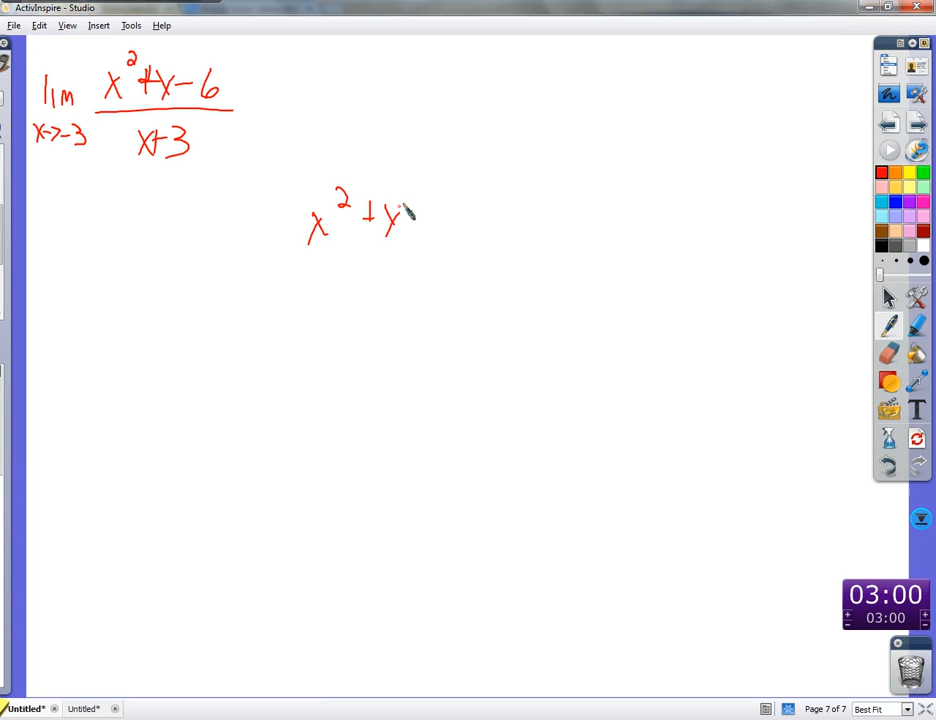 ActivInspire - Studio
File Edit View Insert Tools Help
lim x²+x-6
x->-3 x+3
x² +x
T
03:00
03:00
Untitled* Untitled* Page 7 of 7 Best Fit